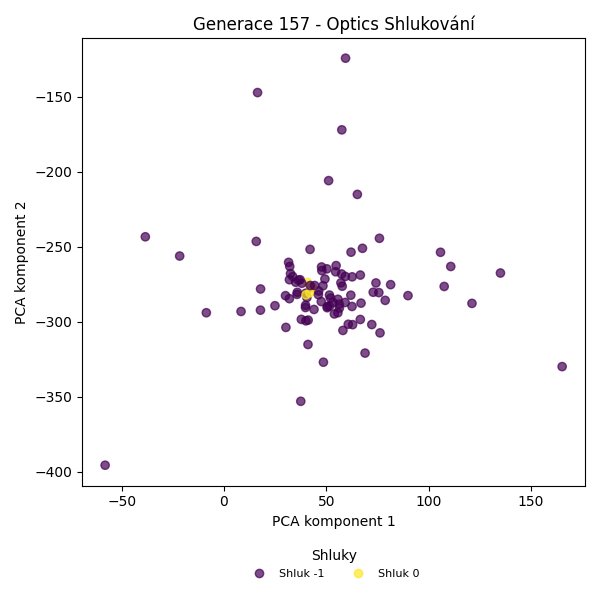 Generace 157 - Optics Shlukování
−150
−200
−250
−300
−350
−400
PCA komponent 2
−50 0 50 100 150
PCA komponent 1
Shluky
Shluk -1 Shluk 0